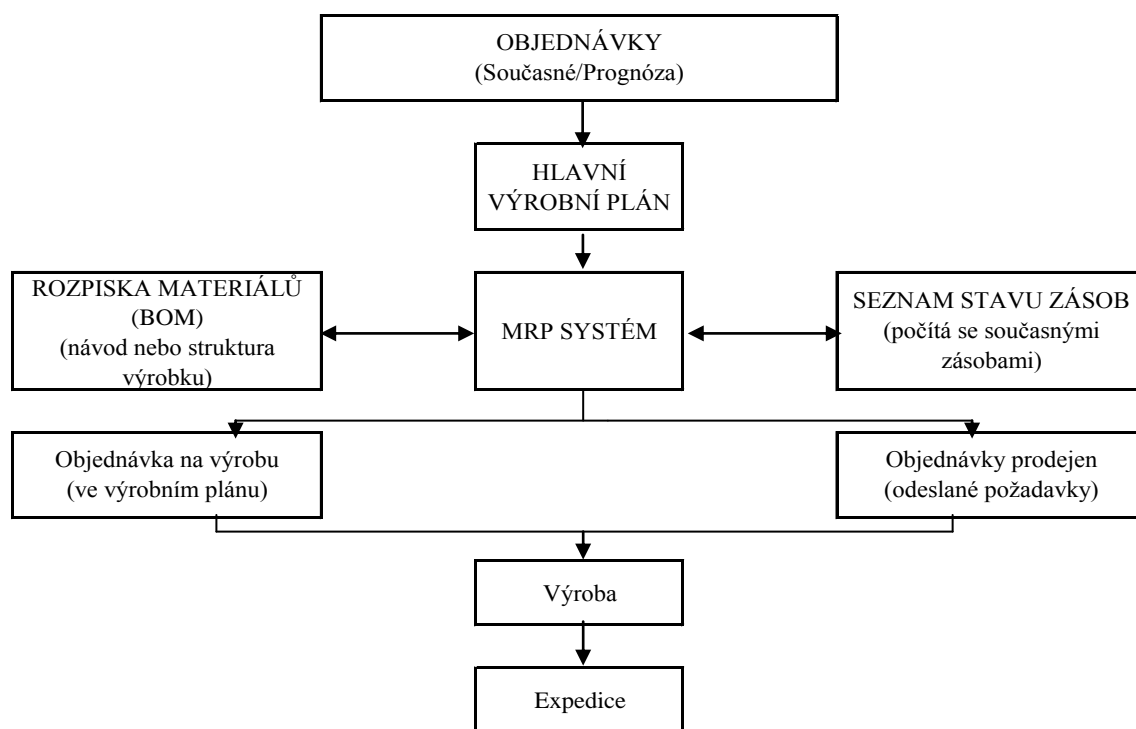 OBJEDNÁVKY
(Současné/Prognóza)
HLAVNÍ
VÝROBNÍ PLÁN
ROZPISKA MATERIÁLŮ
(BOM)
(návod nebo struktura
výrobku)
MRP SYSTÉM
SEZNAM STAVU ZÁSOB
(počítá se současnými
zásobami)
Objednávka na výrobu
(ve výrobním plánu)
Objednávky prodejen
(odeslané požadavky)
Výroba
Expedice